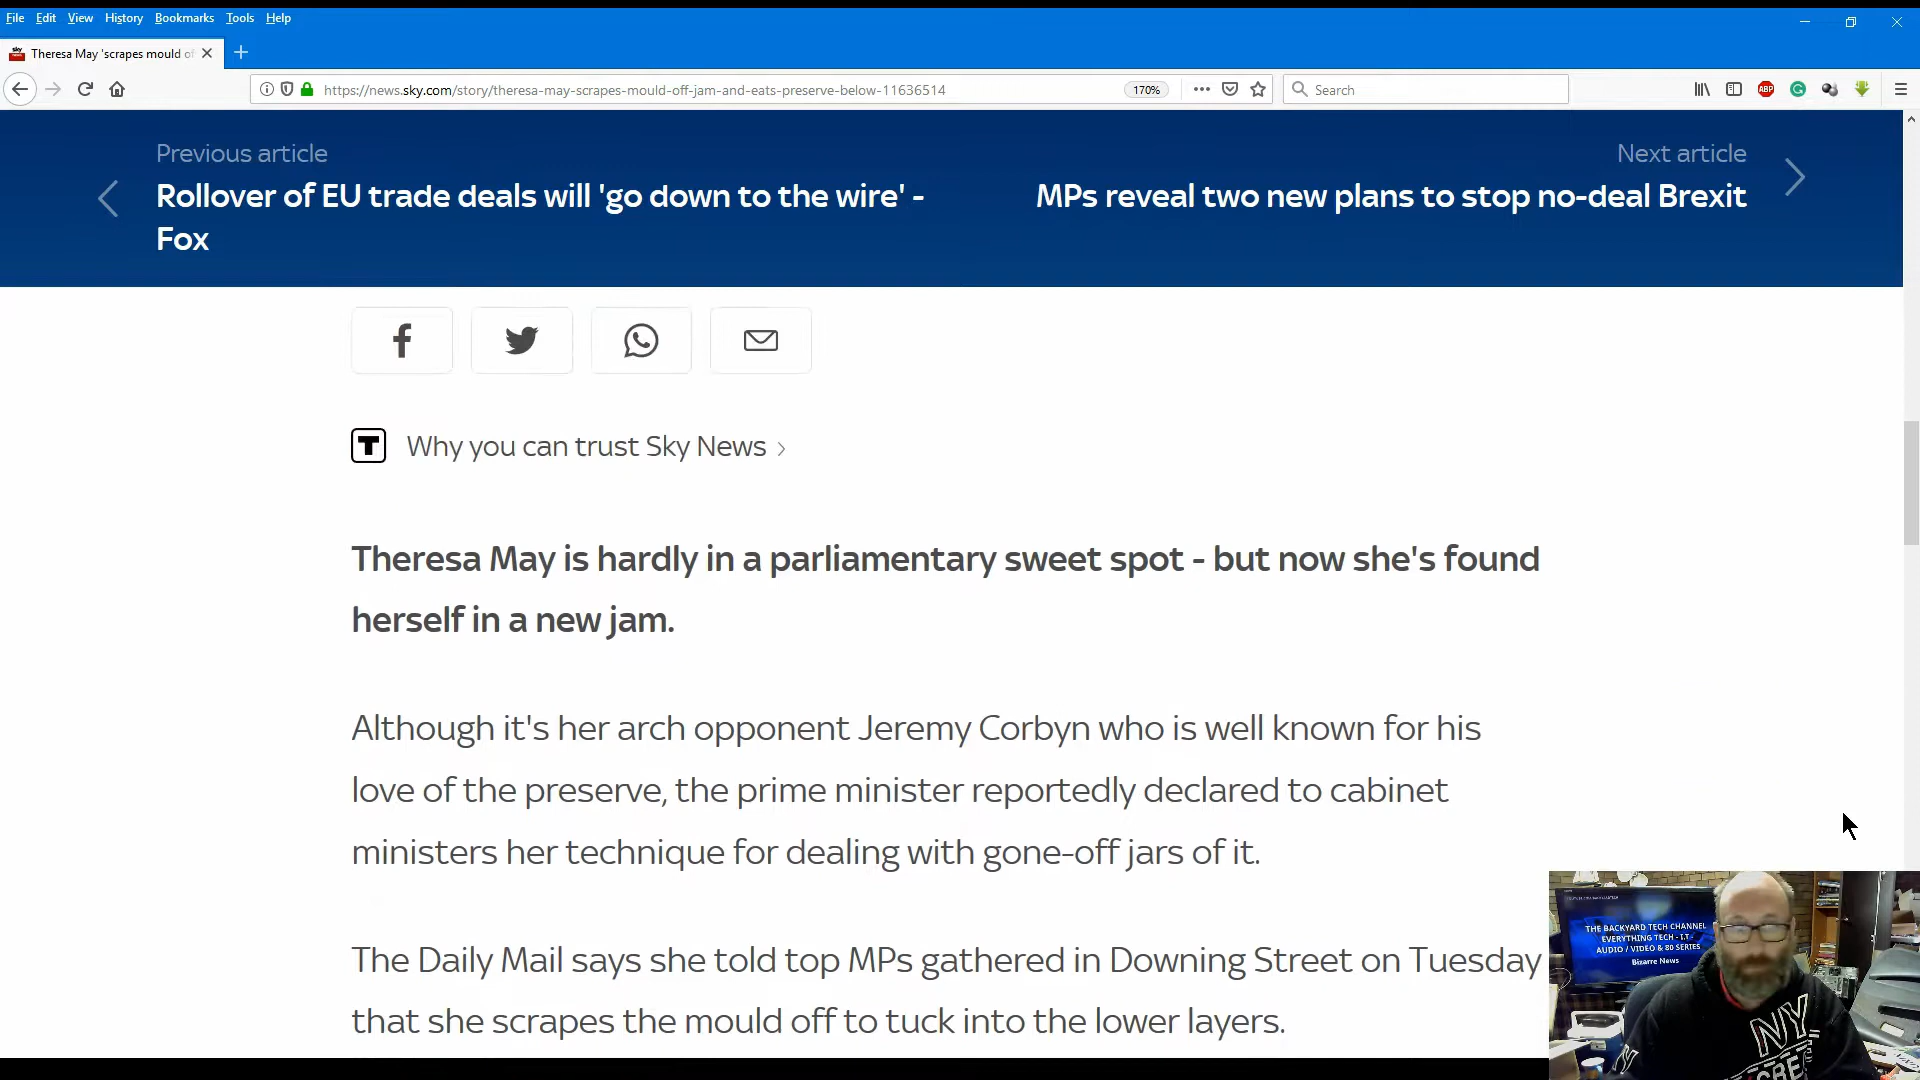 File Edit View History Bookmarks Tools Help
Theresa May 'scrapes mould of
https://news.sky.com/story/theresa-may-scrapes-mould-off-jam-and-eats-preserve-below-11636514
170%
Search
ABP
Previous article
Rollover of EU trade deals will 'go down to the wire' -
Fox
Next article
MPs reveal two new plans to stop no-deal Brexit
T Why you can trust Sky News
Theresa May is hardly in a parliamentary sweet spot - but now she's found
herself in a new jam.
Although it's her arch opponent Jeremy Corbyn who is well known for his
love of the preserve, the prime minister reportedly declared to cabinet
ministers her technique for dealing with gone-off jars of it.
The Daily Mail says she told top MPs gathered in Downing Street on Tuesday
that she scrapes the mould off to tuck into the lower layers.
THE BACKYARD TECH CHANNEL
EVERYTHING TECH - I.T -
AUDIO / VIDEO & 80 SERIES
Bizarre News
NY